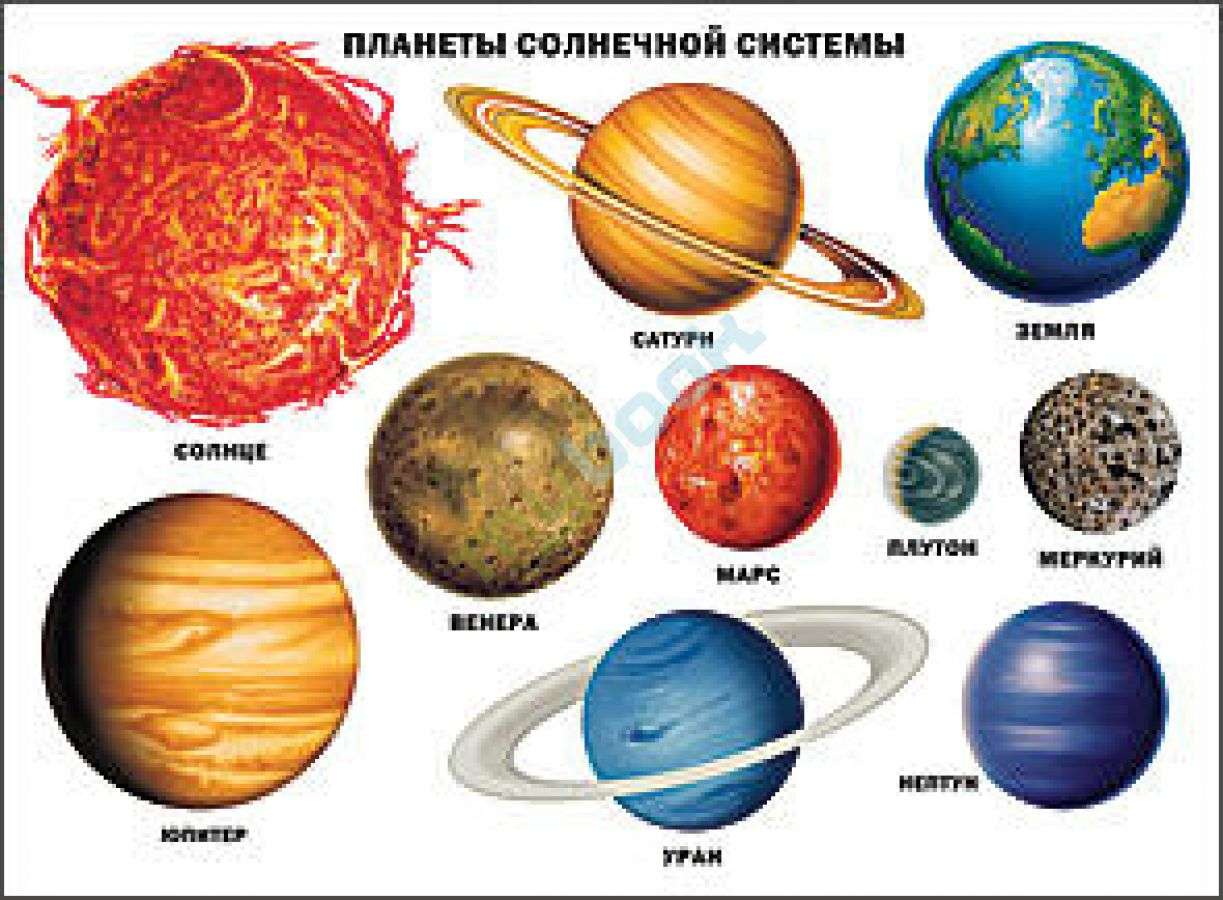 ПЛАНЕТЫ СОЛНЕЧНОЙ СИСТЕМЫ
САТУРН
ЗЕМЛЯ
СОЛНЦЕ
ПЛУТОН
МЕРКУРИЙ
МАРС
ВЕНЕРА
НЕПТУН
ЮПИТЕР
УРАН